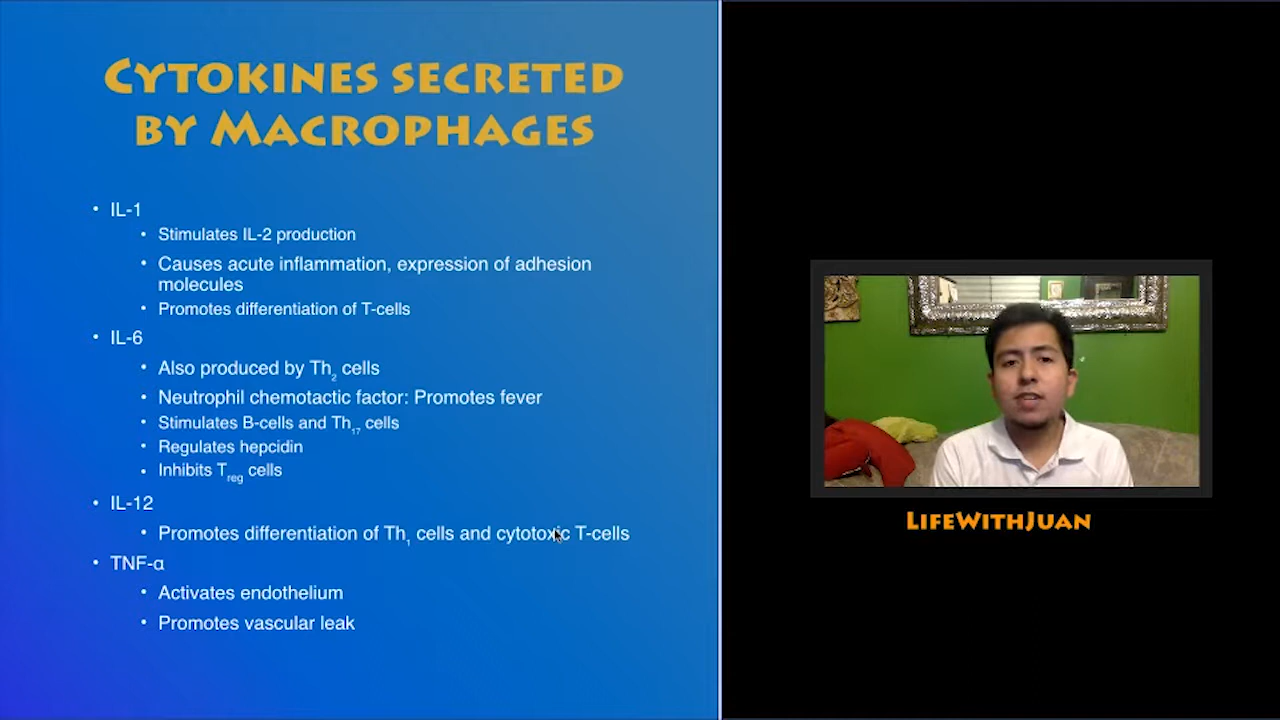 CYTOKINES SECRETED
BY MACROPHAGES
• IL-1
• Stimulates IL-2 production
• Causes acute inflammation, expression of adhesion
molecules
• Promotes differentiation of T-cells
• IL-6
• Also produced by Th2 cells
• Neutrophil chemotactic factor: Promotes fever
• Stimulates B-cells and Th17 cells
• Regulates hepcidin
• Inhibits Treg cells
• IL-12
• Promotes differentiation of Th1 cells and cytotoxic T-cells
• TNF-α
• Activates endothelium
• Promotes vascular leak
LIFEWITHJUAN